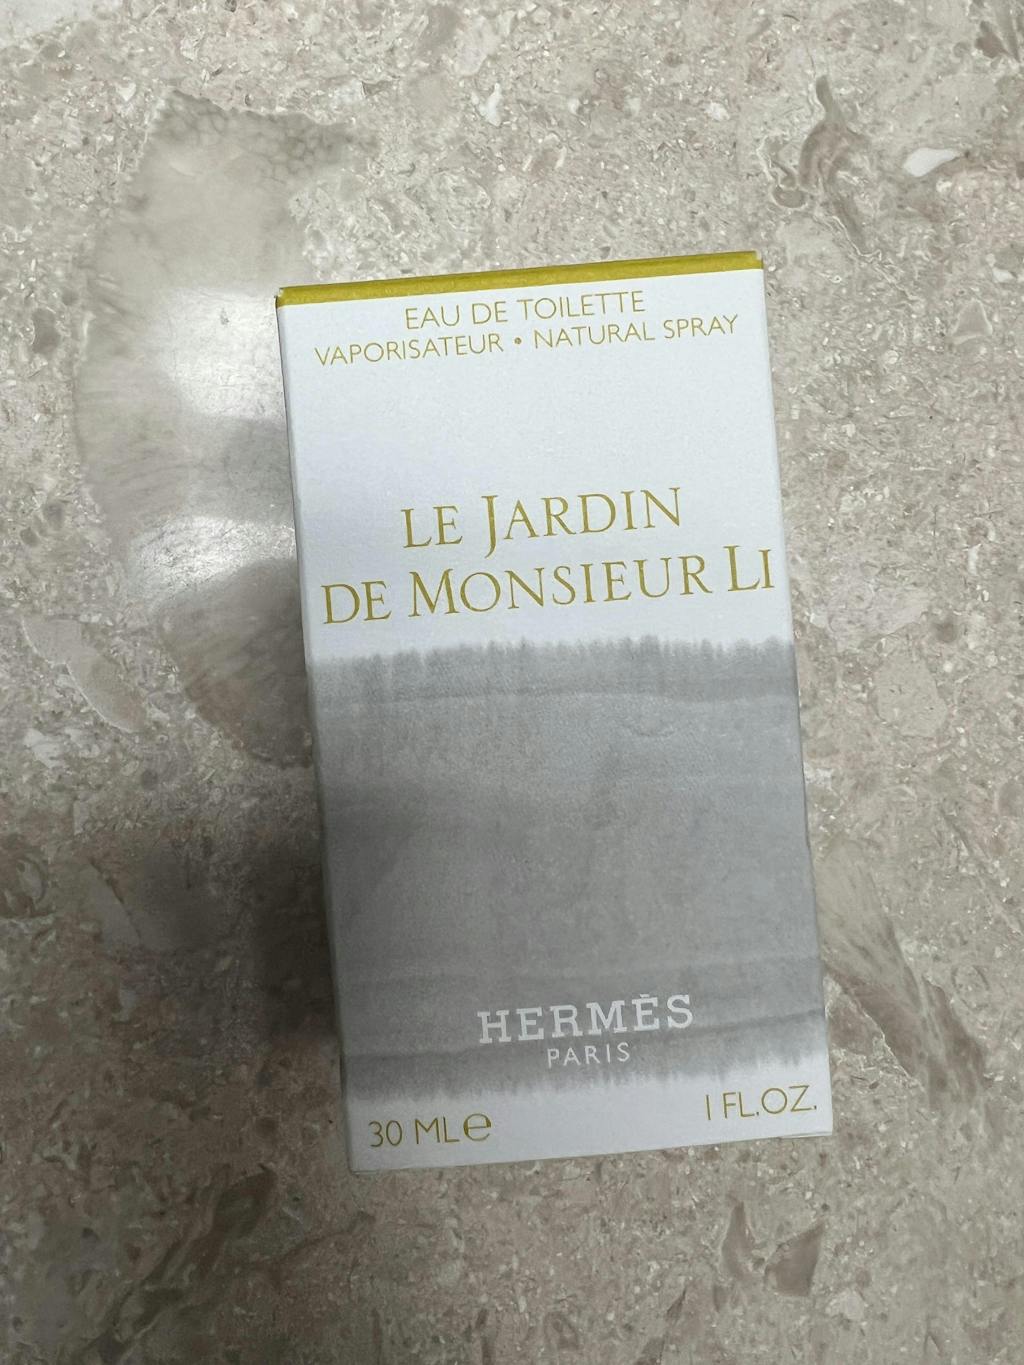 EAU DE TOILETTE
VAPORISATEUR • NATURAL SPRAY
LE JARDIN
DE MONSIEUR LI
HERMÈS
PARIS
30 ML ℮ 1 FL.OZ.